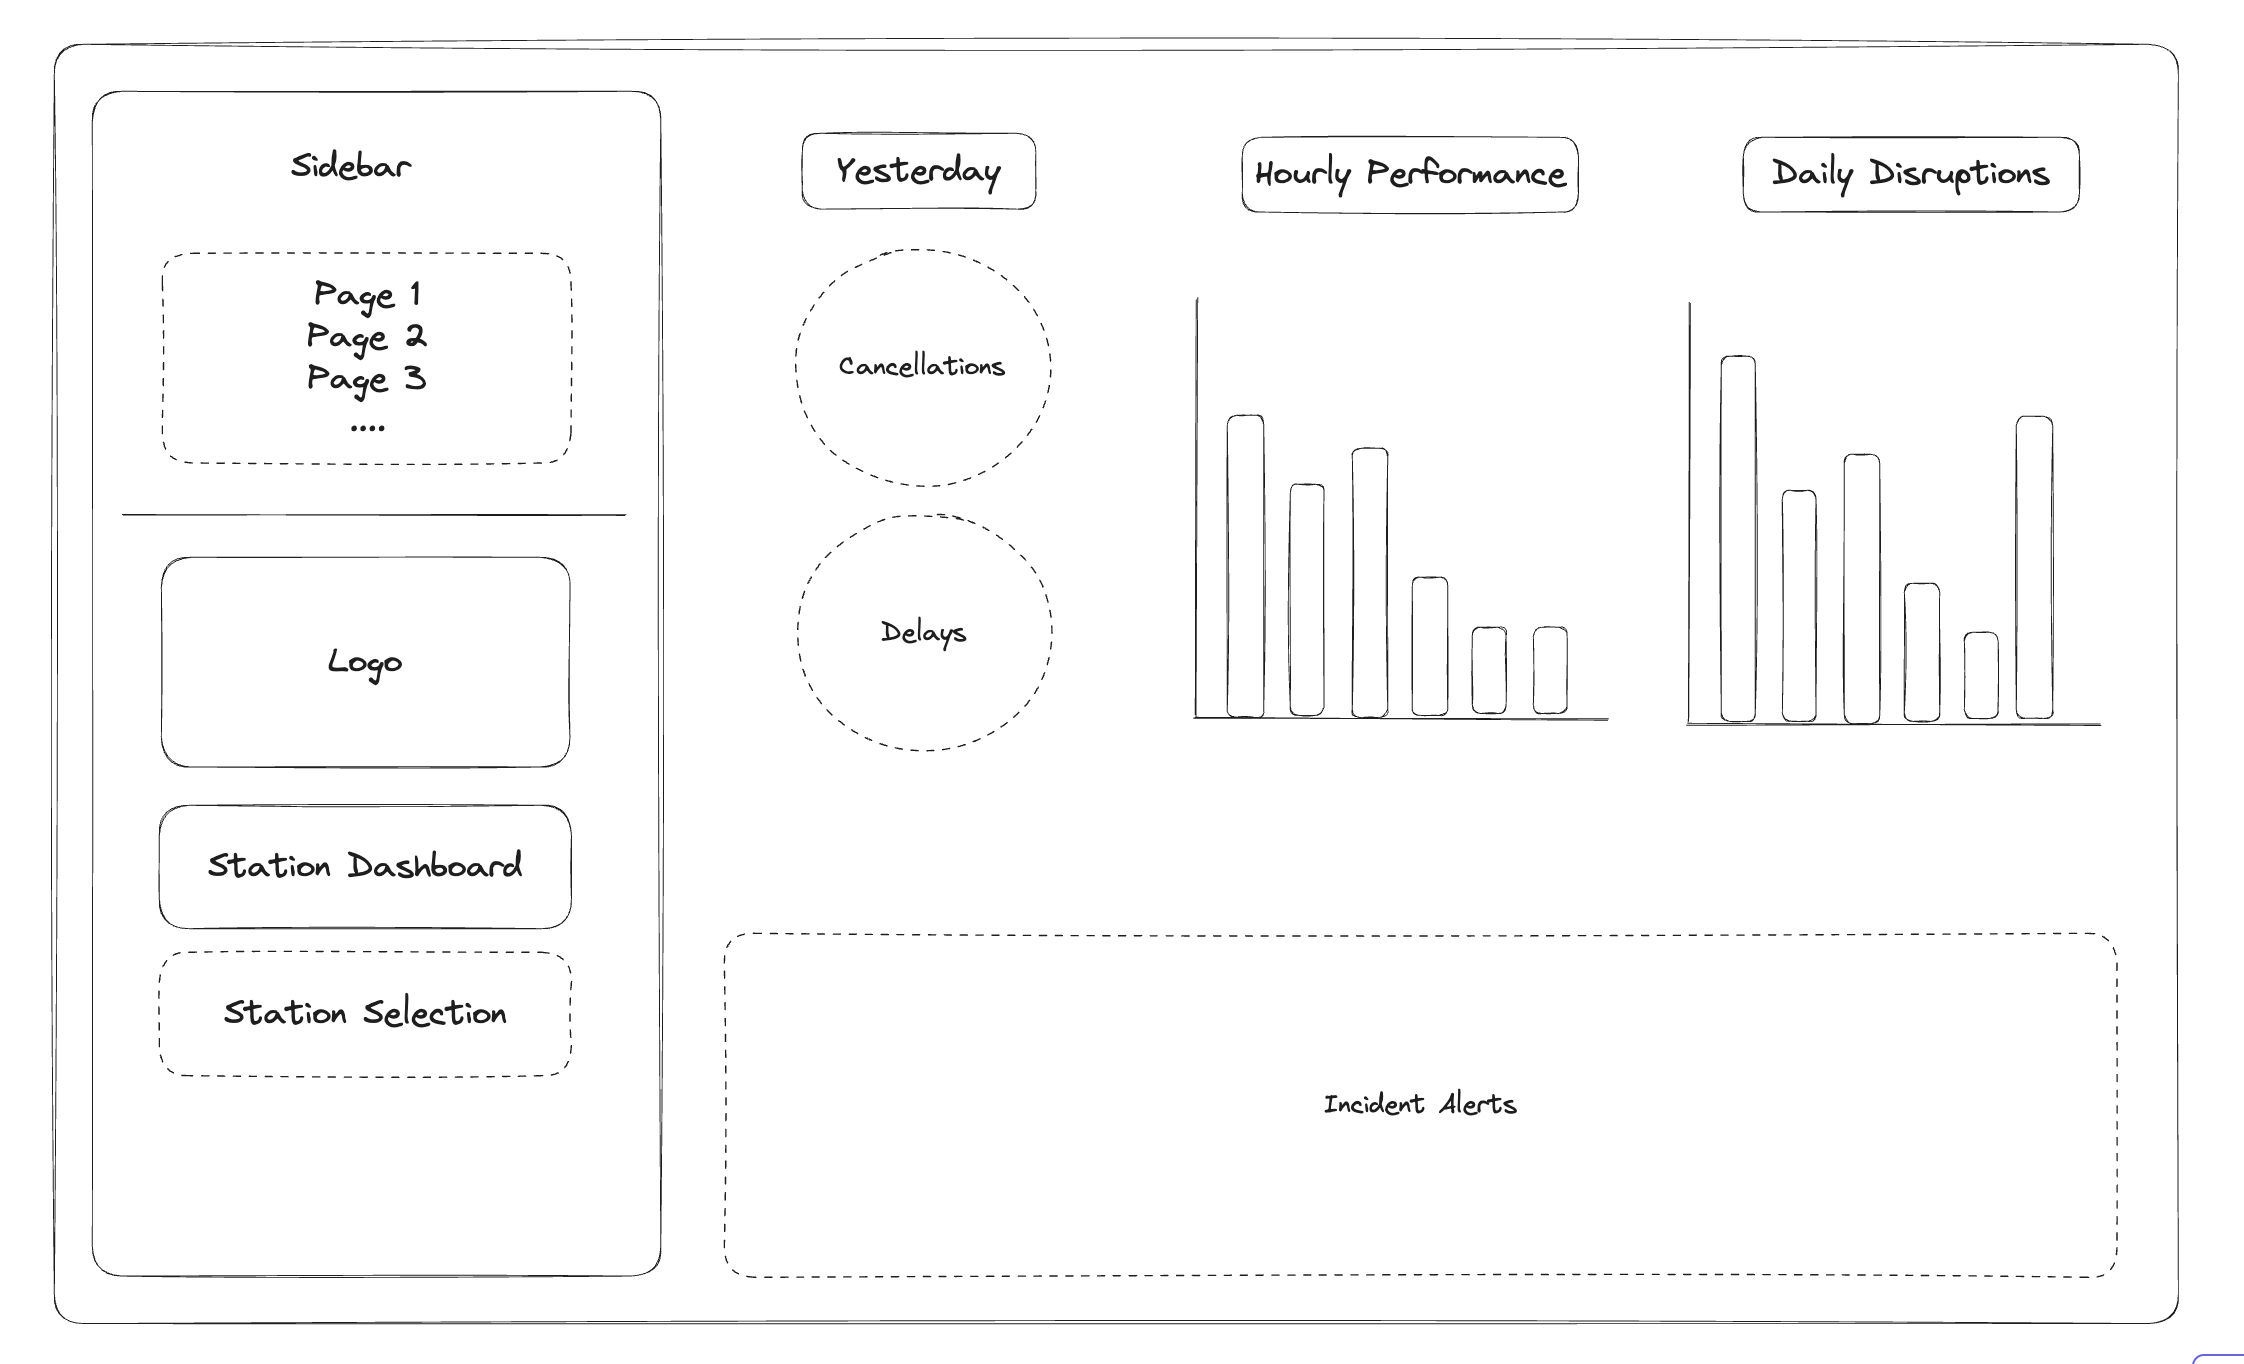 Sidebar
Page 1
Page 2
Page 3
....
Logo
Station Dashboard
Station Selection
Yesterday
Cancellations
Delays
Hourly Performance
Daily Disruptions
Incident Alerts